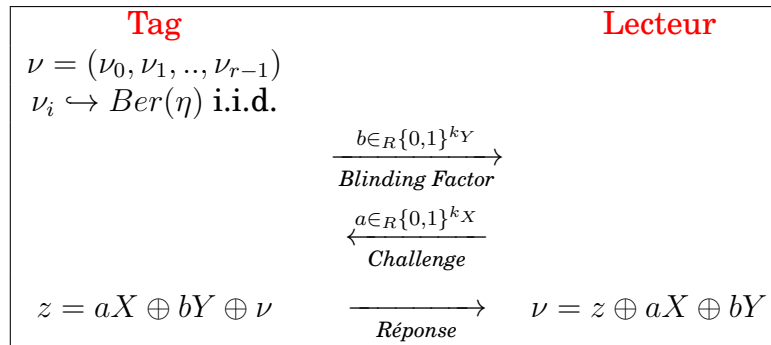 Tag Lecteur
ν = (ν₀, ν₁, .., νᵣ₋₁)
νᵢ ↪ Ber(η) i.i.d.
b∈_R{0,1}^{k_Y}
Blinding Factor
a∈_R{0,1}^{k_X}
Challenge
z = aX ⊕ bY ⊕ ν ν = z ⊕ aX ⊕ bY
Réponse